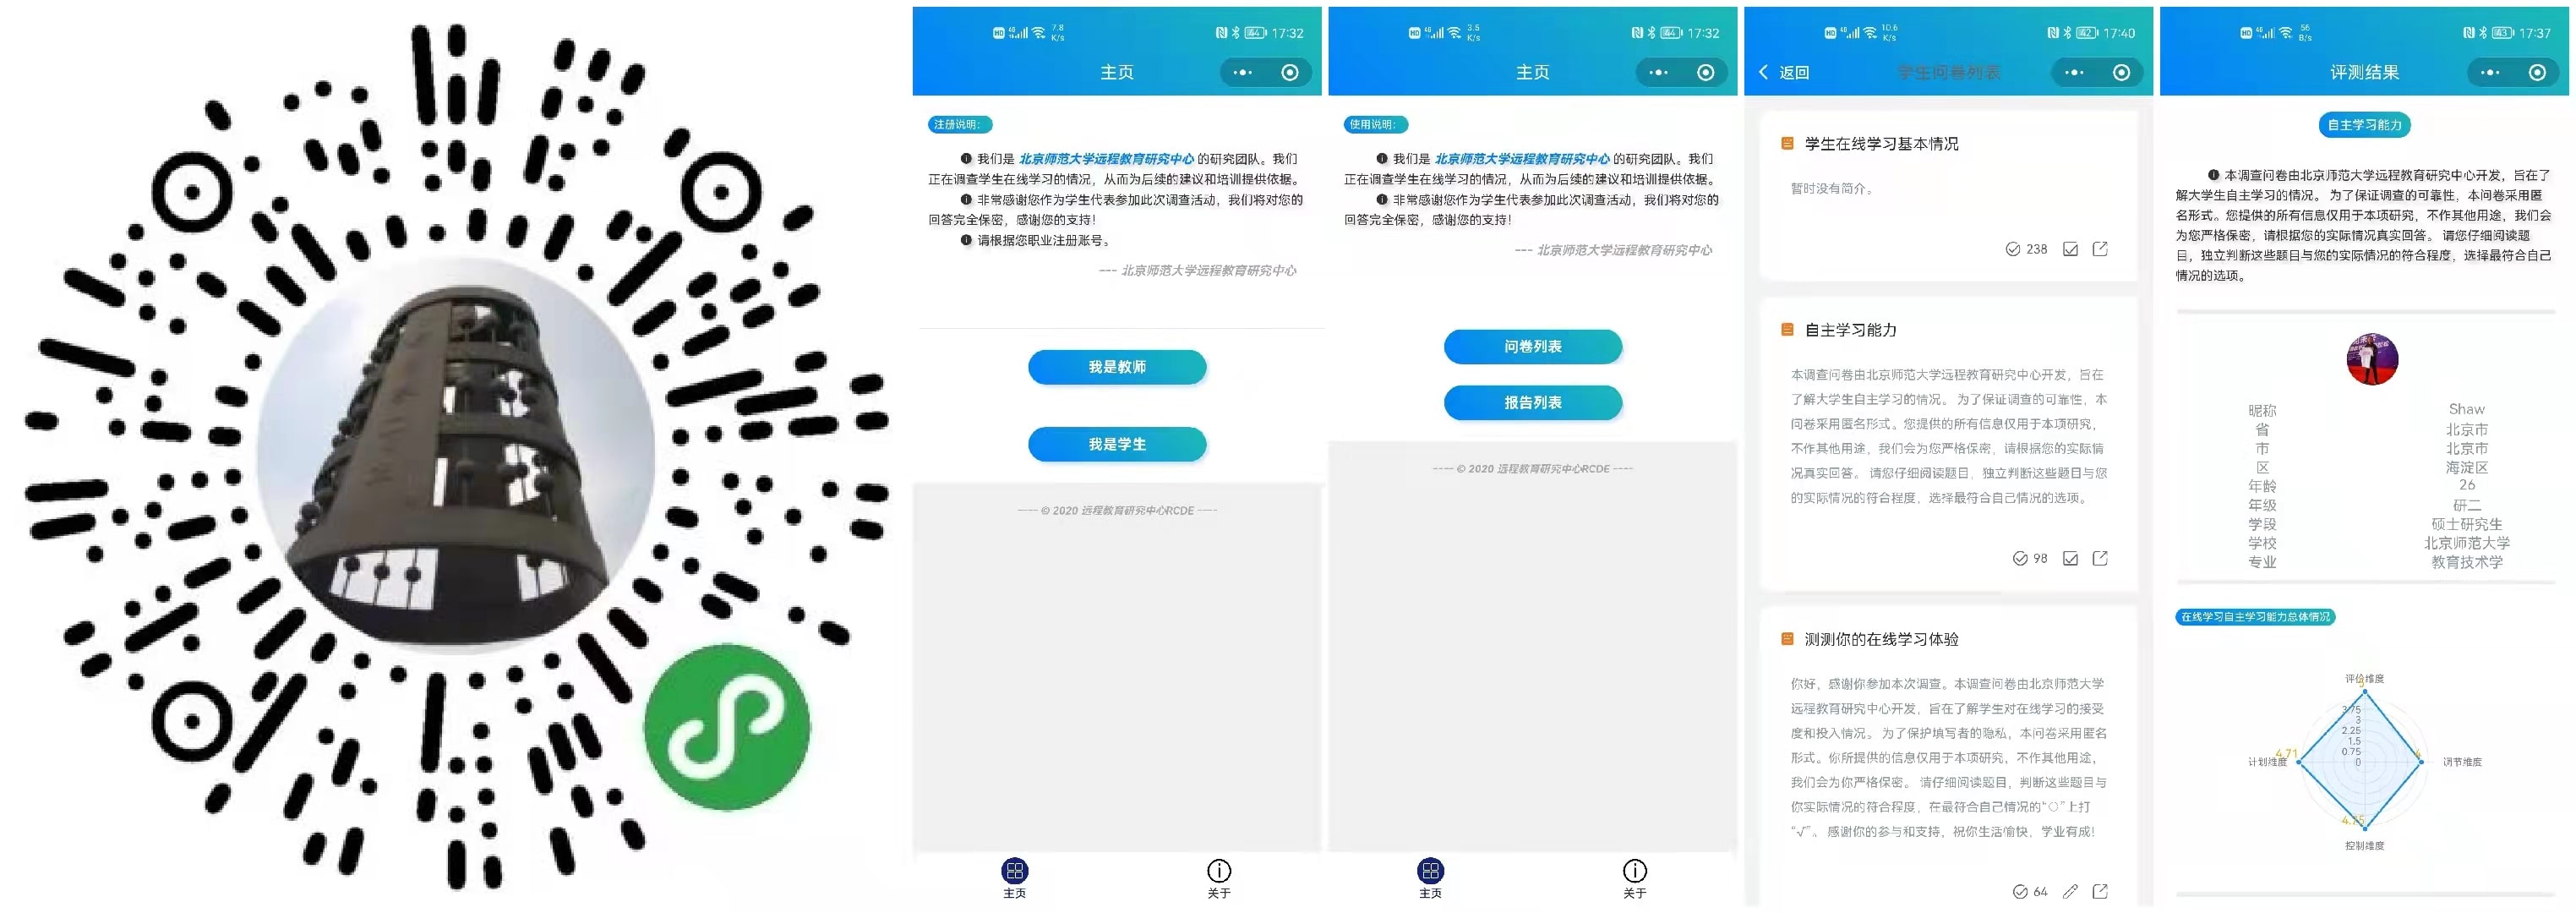 HD 4G 7.8 K/s 64 17:32
主页
注册说明：
我们是 北京师范大学远程教育研究中心 的研究团队。我们
正在调查学生在线学习的情况，从而为后续的建议和培训提供依据。
非常感谢您作为学生代表参加此次调查活动，我们将对您的
回答完全保密，感谢您的支持！
请根据您职业注册账号。
--- 北京师范大学远程教育研究中心
我是教师
我是学生
---- © 2020 远程教育研究中心RCDE ----
主页
关于
HD 4G 3.5 K/s 64 17:32
主页
使用说明：
我们是 北京师范大学远程教育研究中心 的研究团队。我们
正在调查学生在线学习的情况，从而为后续的建议和培训提供依据。
非常感谢您作为学生代表参加此次调查活动，我们将对您的
回答完全保密，感谢您的支持！
--- 北京师范大学远程教育研究中心
问卷列表
报告列表
---- © 2020 远程教育研究中心RCDE ----
主页
关于
HD 4G 10.6 K/s 62 17:40
返回
学生问卷列表
学生在线学习基本情况
暂时没有简介。
238
自主学习能力
本调查问卷由北京师范大学远程教育研究中心开发，旨在
了解大学生自主学习的情况。 为了保证调查的可靠性，本
问卷采用匿名形式。您提供的所有信息仅用于本项研究，
不作其他用途，我们会为您严格保密，请根据您的实际情
况真实回答。 请您仔细阅读题目，独立判断这些题目与您
的实际情况的符合程度，选择最符合自己情况的选项。
98
测测你的在线学习体验
你好，感谢你参加本次调查。本调查问卷由北京师范大学
远程教育研究中心开发，旨在了解学生对在线学习的接受
度和投入情况。 为了保护填写者的隐私，本问卷采用匿名
形式。你所提供的信息仅用于本项研究，不作其他用途，
我们会为你严格保密。 请仔细阅读题目，判断这些题目与
你实际情况的符合程度，在最符合自己情况的“○”上打
“√”。 感谢你的参与和支持，祝你生活愉快，学业有成！
64
HD 4G 56 B/s 63 17:37
评测结果
自主学习能力
本调查问卷由北京师范大学远程教育研究中心开发，旨在了
解大学生自主学习的情况。 为了保证调查的可靠性，本问卷采用匿
名形式。您提供的所有信息仅用于本项研究，不作其他用途，我们会
为您严格保密，请根据您的实际情况真实回答。 请您仔细阅读题
目，独立判断这些题目与您的实际情况的符合程度，选择最符合自己
情况的选项。
昵称 Shaw
省 北京市
市 北京市
区 海淀区
年龄 26
年级 研二
学段 硕士研究生
学校 北京师范大学
专业 教育技术学
在线学习自主学习能力总体情况
评价维度
5
3.75
3
2.25
1.5
0.75
0
4.71
计划维度
4
调节维度
4.75
控制维度